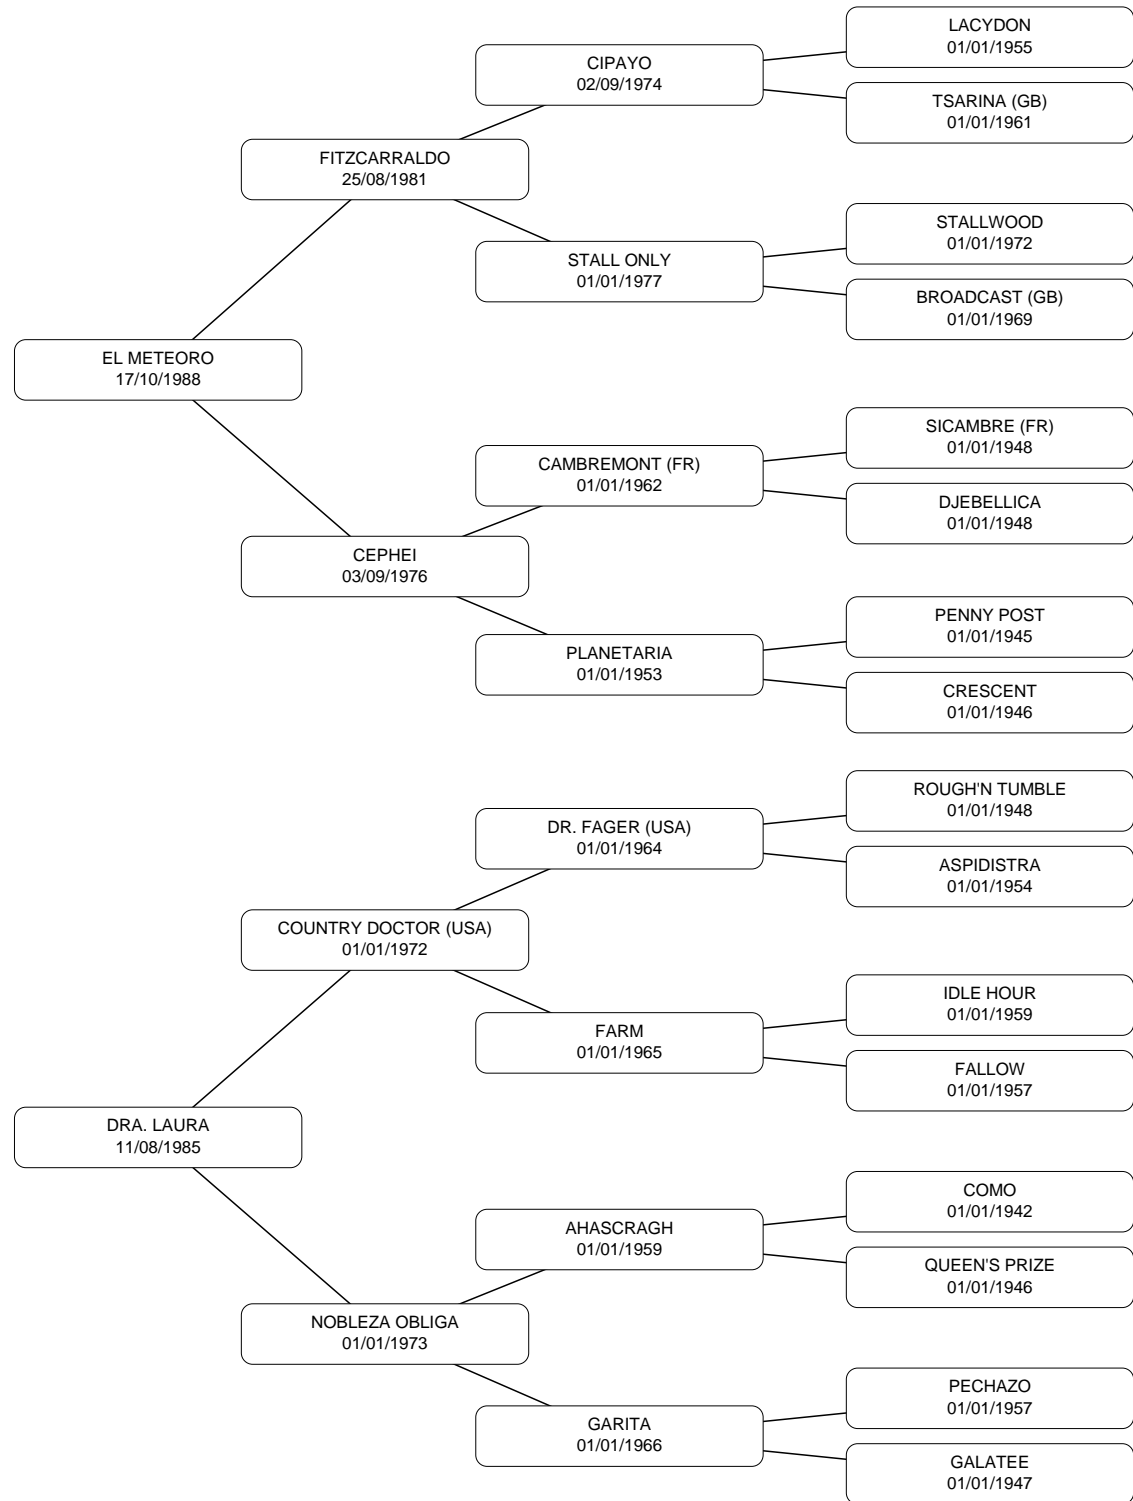 LACYDON
01/01/1955
CIPAYO
02/09/1974
TSARINA (GB)
01/01/1961
FITZCARRALDO
25/08/1981
STALLWOOD
01/01/1972
STALL ONLY
01/01/1977
BROADCAST (GB)
01/01/1969
EL METEORO
17/10/1988
SICAMBRE (FR)
01/01/1948
CAMBREMONT (FR)
01/01/1962
DJEBELLICA
01/01/1948
CEPHEI
03/09/1976
PENNY POST
01/01/1945
PLANETARIA
01/01/1953
CRESCENT
01/01/1946
ROUGH'N TUMBLE
01/01/1948
DR. FAGER (USA)
01/01/1964
ASPIDISTRA
01/01/1954
COUNTRY DOCTOR (USA)
01/01/1972
IDLE HOUR
01/01/1959
FARM
01/01/1965
FALLOW
01/01/1957
DRA. LAURA
11/08/1985
COMO
01/01/1942
AHASCRAGH
01/01/1959
QUEEN'S PRIZE
01/01/1946
NOBLEZA OBLIGA
01/01/1973
PECHAZO
01/01/1957
GARITA
01/01/1966
GALATEE
01/01/1947